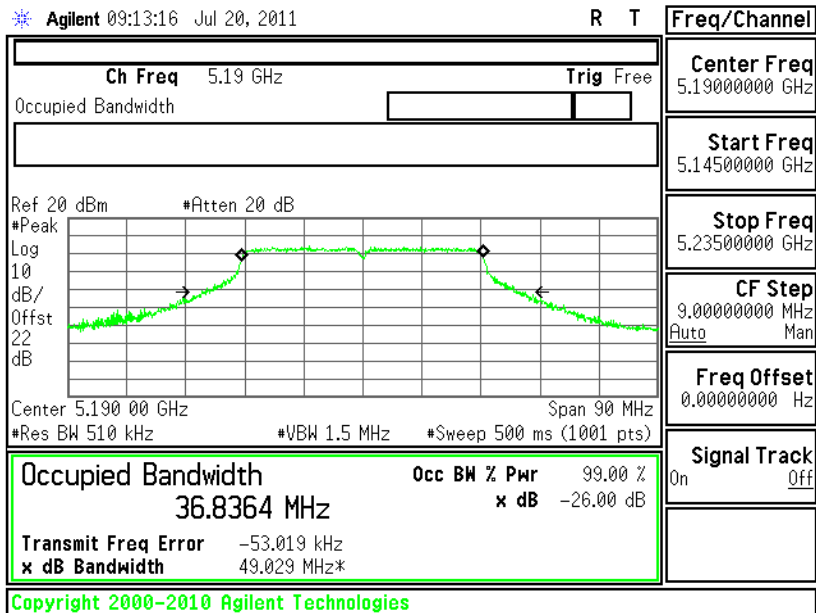 Agilent 09:13:16 Jul 20, 2011 R T
Freq/Channel
Ch Freq 5.19 GHz Trig Free
Occupied Bandwidth
Center Freq
5.19000000 GHz
Start Freq
5.14500000 GHz
Stop Freq
5.23500000 GHz
CF Step
9.00000000 MHz
Auto Man
Freq Offset
0.00000000 Hz
Signal Track
On Off
Ref 20 dBm #Atten 20 dB
#Peak
Log
10
dB/
Offst
22
dB
Center 5.190 00 GHz Span 90 MHz
#Res BW 510 kHz #VBW 1.5 MHz #Sweep 500 ms (1001 pts)
Occupied Bandwidth Occ BW % Pwr 99.00 %
36.8364 MHz x dB -26.00 dB
Transmit Freq Error -53.019 kHz
x dB Bandwidth 49.029 MHz*
Copyright 2000-2010 Agilent Technologies